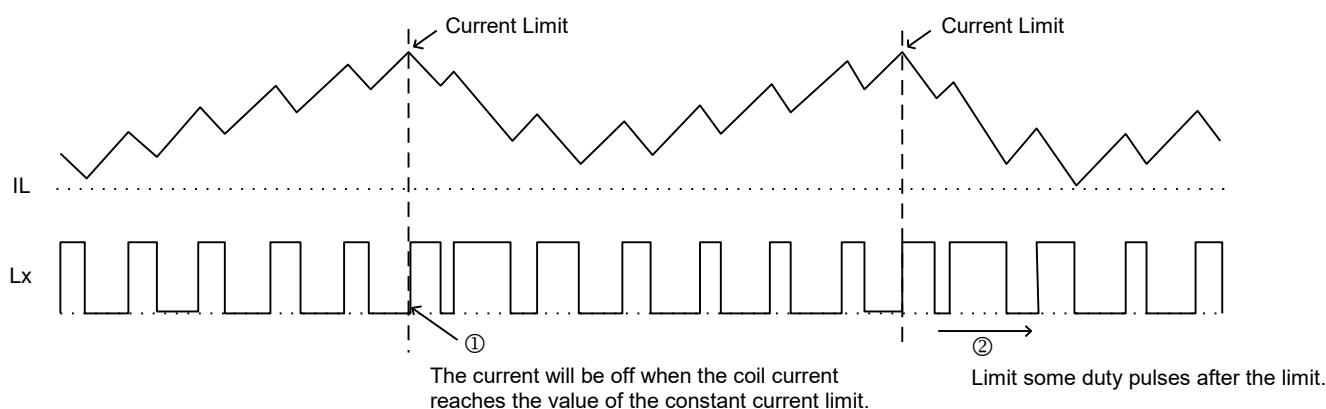 Current Limit
Current Limit
IL
Lx
①
②
The current will be off when the coil current
reaches the value of the constant current limit.
Limit some duty pulses after the limit.